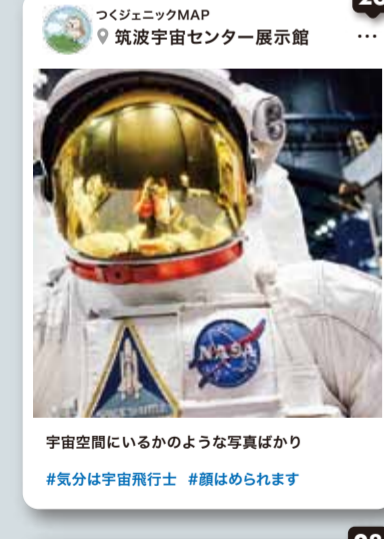 つくジェニックMAP
筑波宇宙センター展示館
NASA
SPACE SHUTTLE
宇宙空間にいるかのような写真ばかり
#気分は宇宙飛行士 #顔はめられます